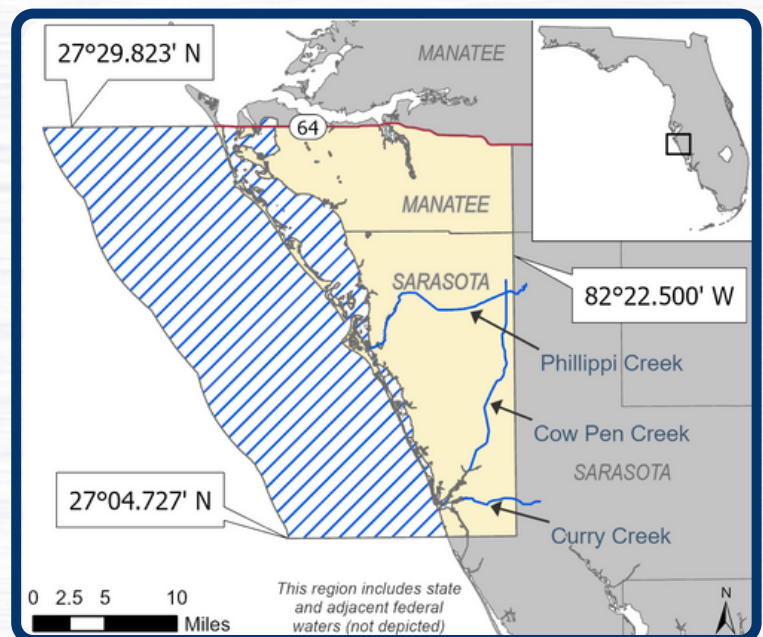 27°29.823' N
MANATEE
64
MANATEE
SARASOTA
82°22.500' W
Phillippi Creek
Cow Pen Creek
SARASOTA
27°04.727' N
Curry Creek
0 2.5 5 10
Miles
This region includes state
and adjacent federal
waters (not depicted)
N